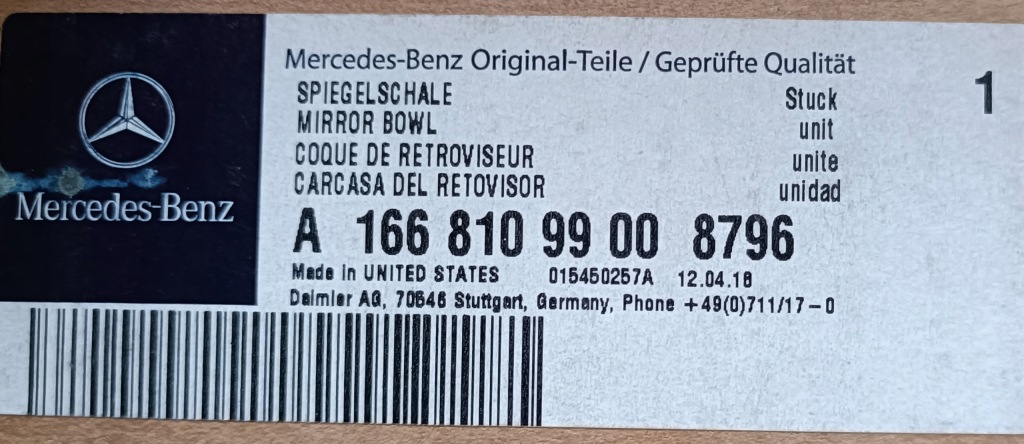 Mercedes-Benz
Mercedes-Benz Original-Teile / Geprüfte Qualität
SPIEGELSCHALE Stuck 1
MIRROR BOWL unit
COQUE DE RETROVISEUR unite
CARCASA DEL RETOVISOR unidad
A 166 810 99 00 8796
Made in UNITED STATES 015450257A 12.04.18
Daimler AG, 70546 Stuttgart, Germany, Phone +49(0)711/17-0